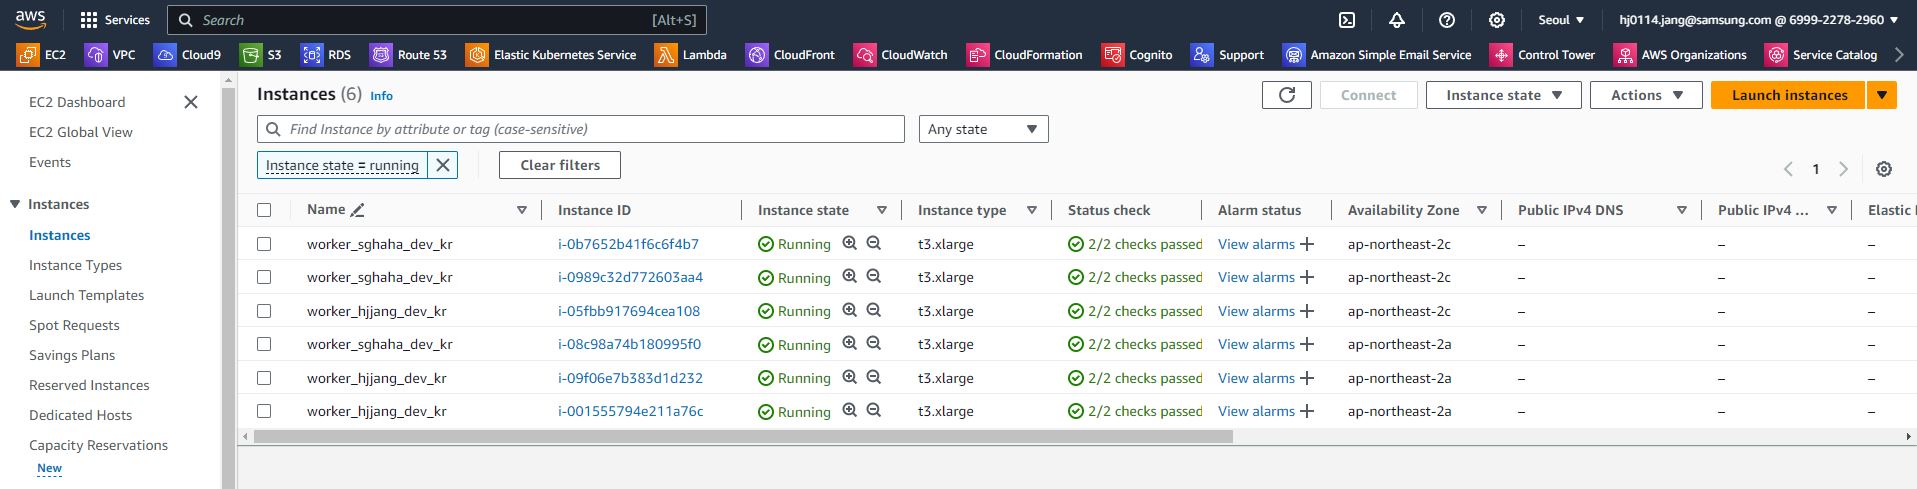 aws Services Search [Alt+S] Seoul hj0114.jang@samsung.com @ 6999-2278-2960
EC2 VPC Cloud9 S3 RDS Route 53 Elastic Kubernetes Service Lambda CloudFront CloudWatch CloudFormation Cognito Support Amazon Simple Email Service Control Tower AWS Organizations Service Catalog
EC2 Dashboard
EC2 Global View
Events
Instances
Instances
Instance Types
Launch Templates
Spot Requests
Savings Plans
Reserved Instances
Dedicated Hosts
Capacity Reservations
New
Instances (6) Info Connect Instance state Actions Launch instances
Find Instance by attribute or tag (case-sensitive) Any state
Instance state = running Clear filters 1
Name Instance ID Instance state Instance type Status check Alarm status Availability Zone Public IPv4 DNS Public IPv4 ... Elastic
worker_sghaha_dev_kr i-0b7652b41f6c6f4b7 Running t3.xlarge 2/2 checks passed View alarms + ap-northeast-2c – – –
worker_sghaha_dev_kr i-0989c32d772603aa4 Running t3.xlarge 2/2 checks passed View alarms + ap-northeast-2c – – –
worker_hjjang_dev_kr i-05fbb917694cea108 Running t3.xlarge 2/2 checks passed View alarms + ap-northeast-2c – – –
worker_sghaha_dev_kr i-08c98a74b180995f0 Running t3.xlarge 2/2 checks passed View alarms + ap-northeast-2a – – –
worker_hjjang_dev_kr i-09f06e7b383d1d232 Running t3.xlarge 2/2 checks passed View alarms + ap-northeast-2a – – –
worker_hjjang_dev_kr i-001555794e211a76c Running t3.xlarge 2/2 checks passed View alarms + ap-northeast-2a – – –